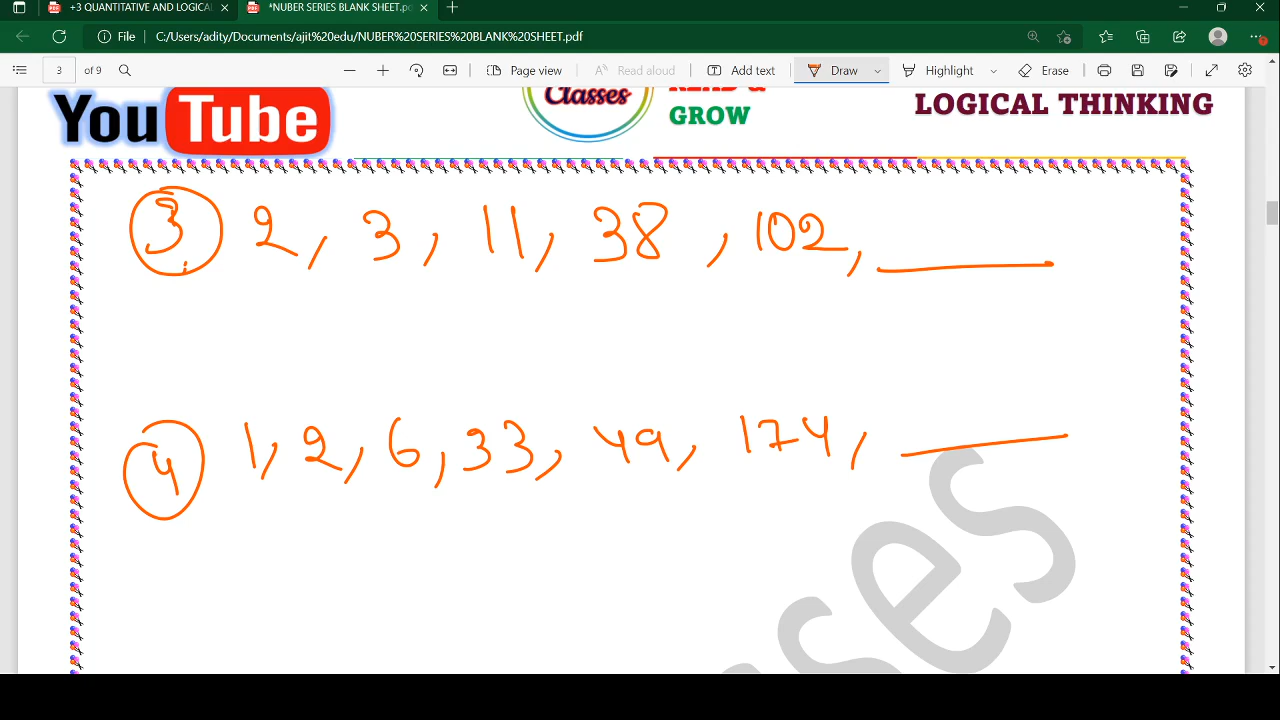 +3 QUANTITATIVE AND LOGICAL
*NUBER SERIES BLANK SHEET.pd
File C:/Users/adity/Documents/ajit%20edu/NUBER%20SERIES%20BLANK%20SHEET.pdf
3 of 9 Page view Read aloud Add text Draw Highlight Erase
YouTube
Classes
READ &
GROW
LOGICAL THINKING
3 2, 3, 11, 38, 102, ____
4 1, 2, 6, 33, 49, 174, ____